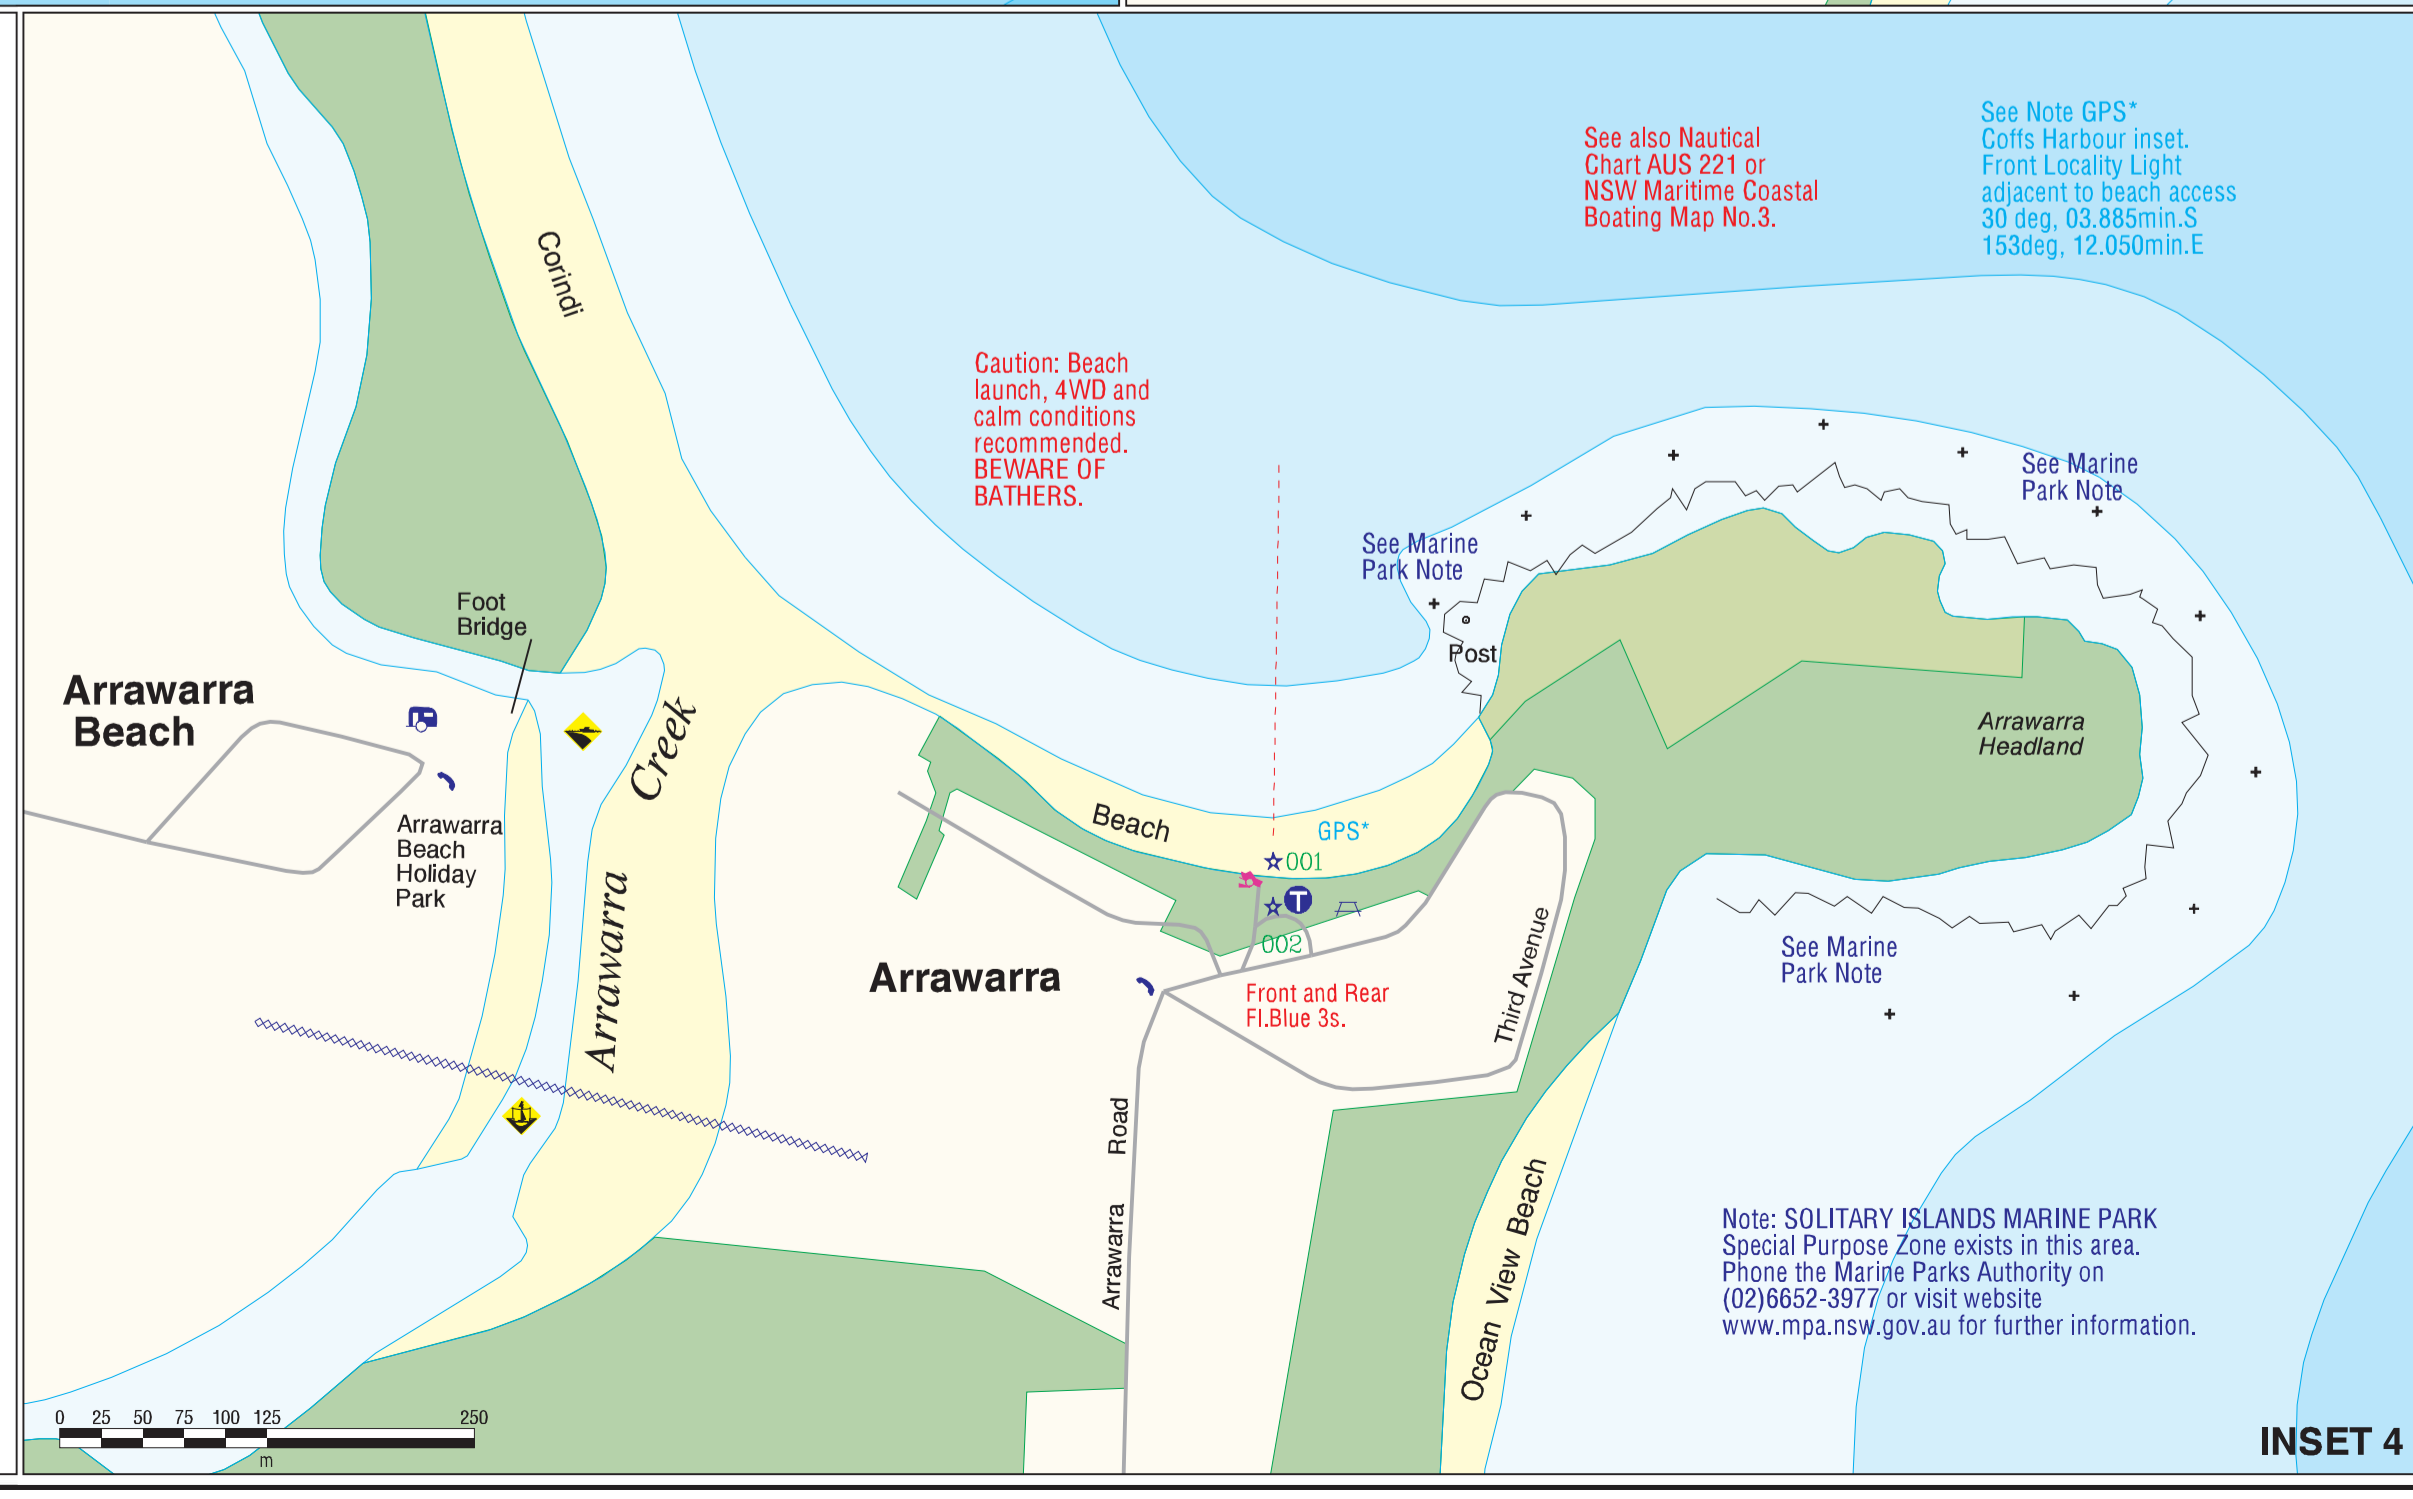 See Note GPS*
Coffs Harbour inset.
Front Locality Light
adjacent to beach access
30 deg, 03.885min.S
153deg, 12.050min.E
See also Nautical
Chart AUS 221 or
NSW Maritime Coastal
Boating Map No.3.
Corindi
Caution: Beach
launch, 4WD and
calm conditions
recommended.
BEWARE OF
BATHERS.
See Marine
Park Note
See Marine
Park Note
Foot
Bridge
Post
Arrawarra
Beach
Arrawarra
Headland
Creek
Arrawarra
Beach
Holiday
Park
Beach
GPS*
001
T
002
Arrawarra
Arrawarra
Front and Rear
Fl.Blue 3s.
Third Avenue
See Marine
Park Note
Road
Arrawarra
Ocean View Beach
Note: SOLITARY ISLANDS MARINE PARK
Special Purpose Zone exists in this area.
Phone the Marine Parks Authority on
(02)6652-3977 or visit website
www.mpa.nsw.gov.au for further information.
0 25 50 75 100 125 250
m
INSET 4